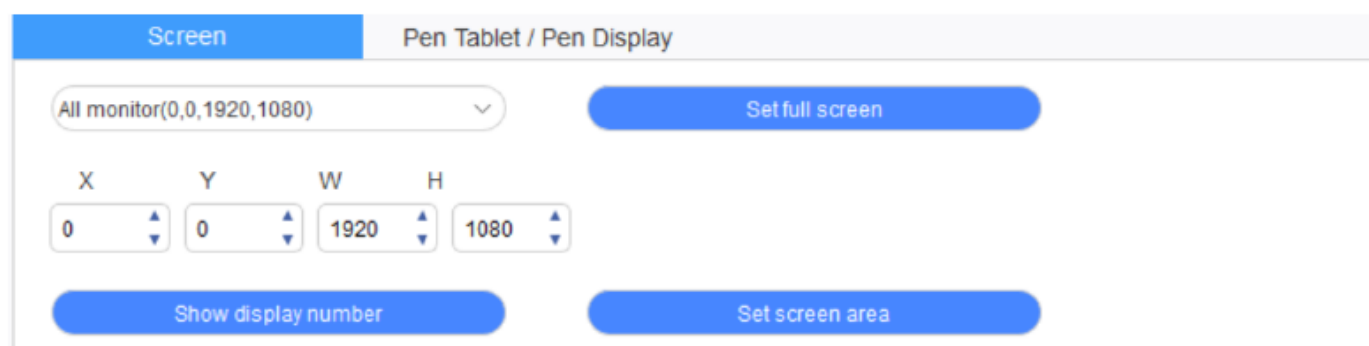 Screen Pen Tablet / Pen Display
All monitor(0,0,1920,1080) Set full screen
X Y W H
0 0 1920 1080
Show display number Set screen area